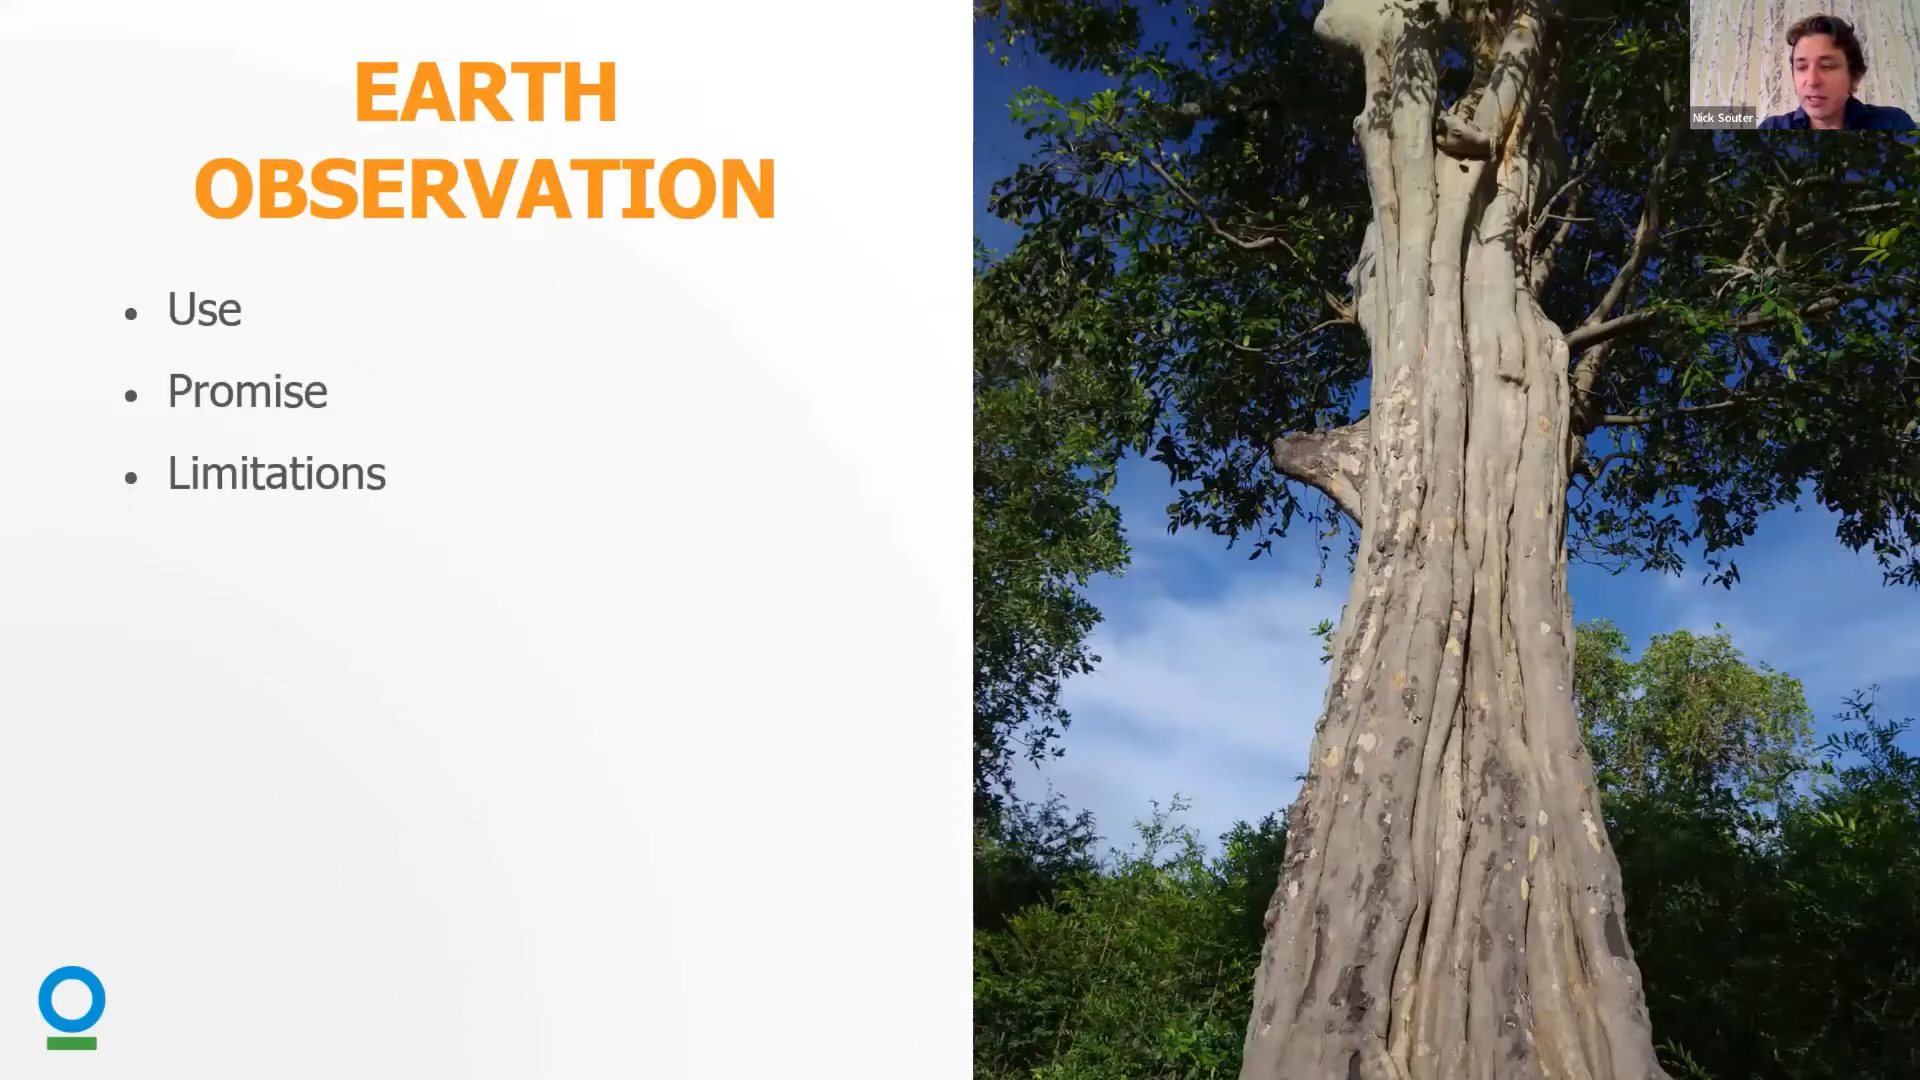 EARTH
OBSERVATION
• Use
• Promise
• Limitations
Nick Souter